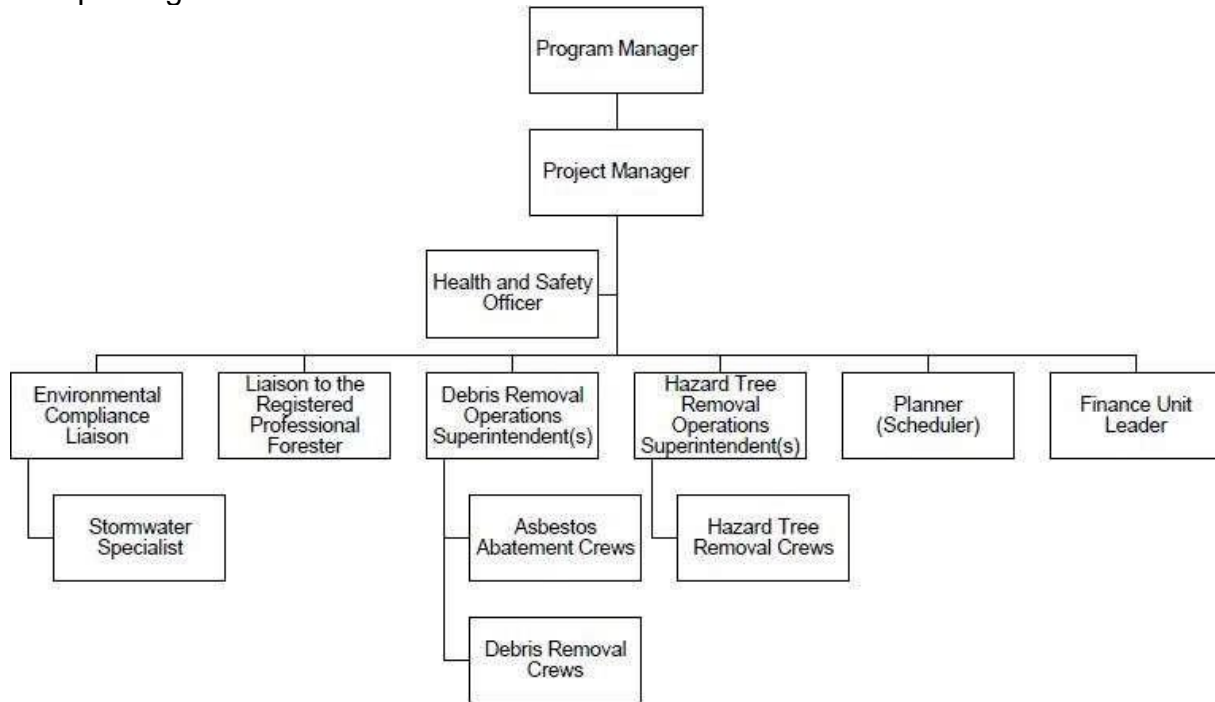 Program Manager
Project Manager
Health and Safety
Officer
Environmental
Compliance
Liaison
Liaison to the
Registered
Professional
Forester
Debris Removal
Operations
Superintendent(s)
Hazard Tree
Removal
Operations
Superintendent(s)
Planner
(Scheduler)
Finance Unit
Leader
Stormwater
Specialist
Asbestos
Abatement Crews
Hazard Tree
Removal Crews
Debris Removal
Crews